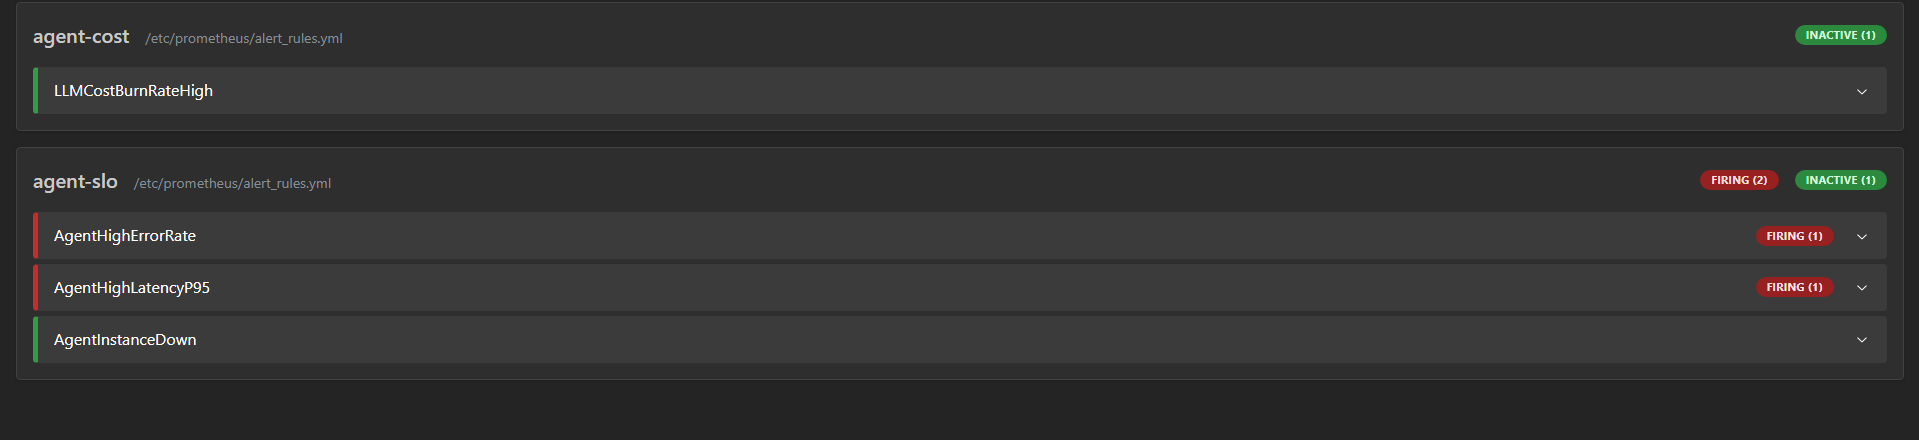 agent-cost /etc/prometheus/alert_rules.yml INACTIVE (1)
LLMCostBurnRateHigh
agent-slo /etc/prometheus/alert_rules.yml FIRING (2) INACTIVE (1)
AgentHighErrorRate FIRING (1)
AgentHighLatencyP95 FIRING (1)
AgentInstanceDown